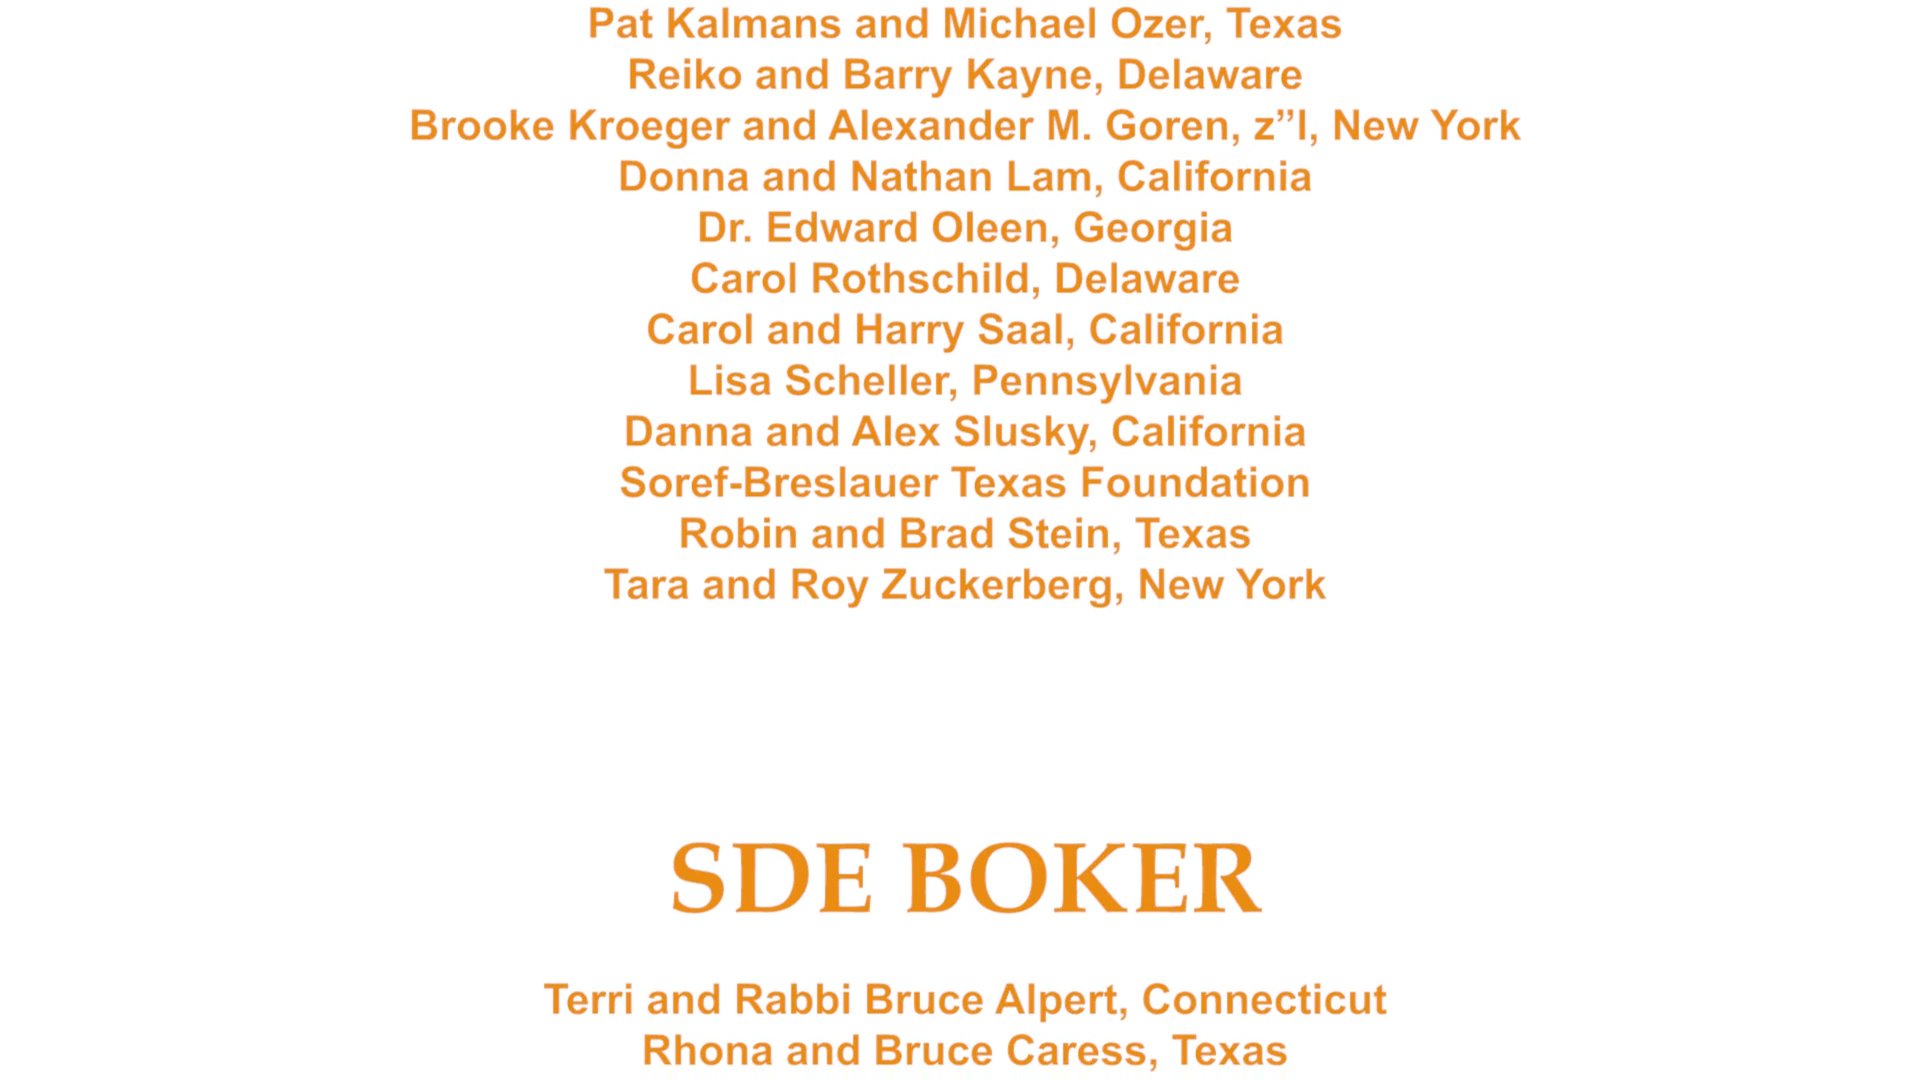 Pat Kalmans and Michael Ozer, Texas
Reiko and Barry Kayne, Delaware
Brooke Kroeger and Alexander M. Goren, z”l, New York
Donna and Nathan Lam, California
Dr. Edward Oleen, Georgia
Carol Rothschild, Delaware
Carol and Harry Saal, California
Lisa Scheller, Pennsylvania
Danna and Alex Slusky, California
Soref-Breslauer Texas Foundation
Robin and Brad Stein, Texas
Tara and Roy Zuckerberg, New York
SDE BOKER
Terri and Rabbi Bruce Alpert, Connecticut
Rhona and Bruce Caress, Texas